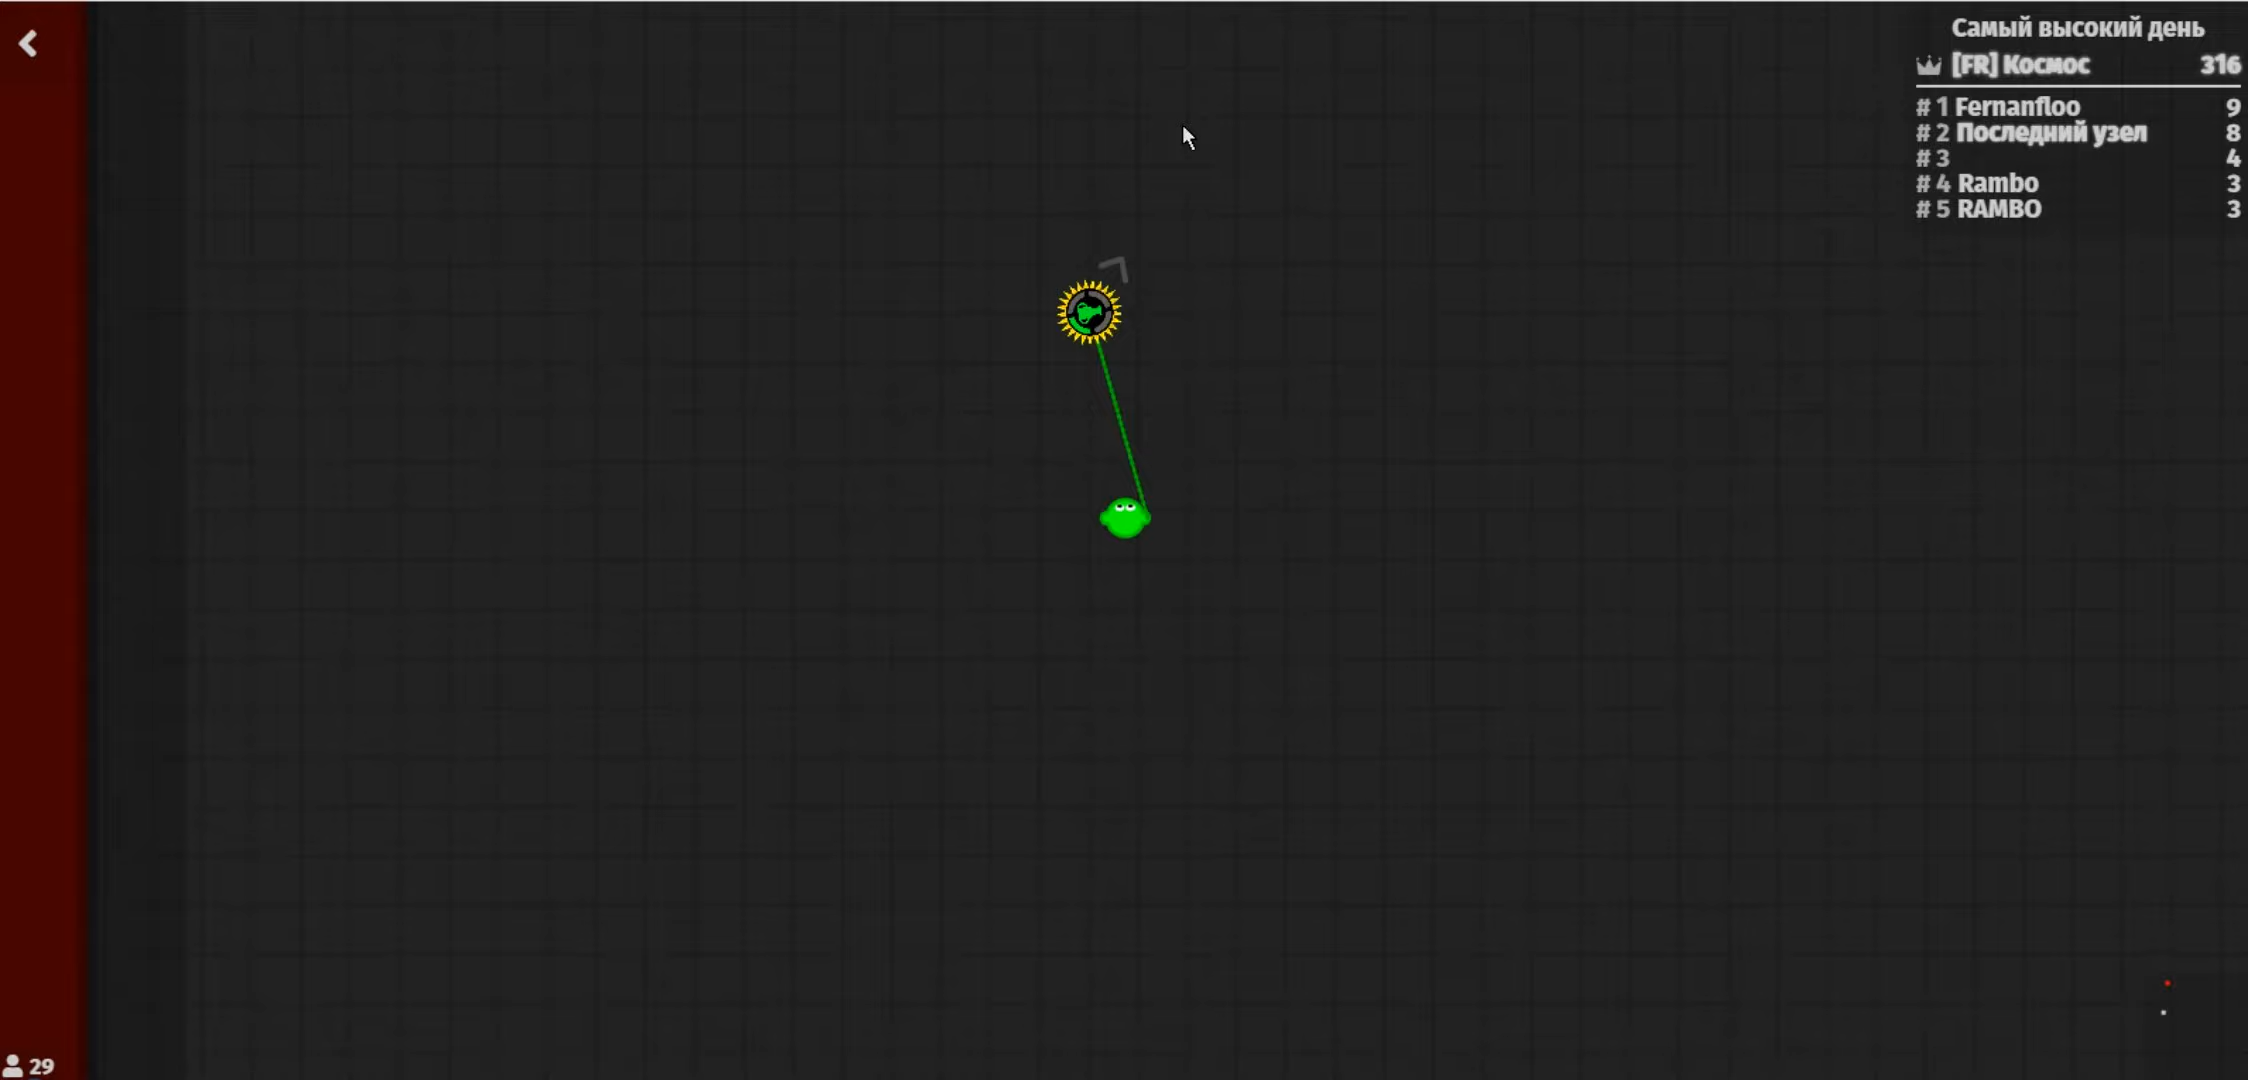 Самый высокий день
[FR] Космос 316
# 1 Fernanfloo 9
# 2 Последний узел 8
# 3 4
# 4 Rambo 3
# 5 RAMBO 3
29